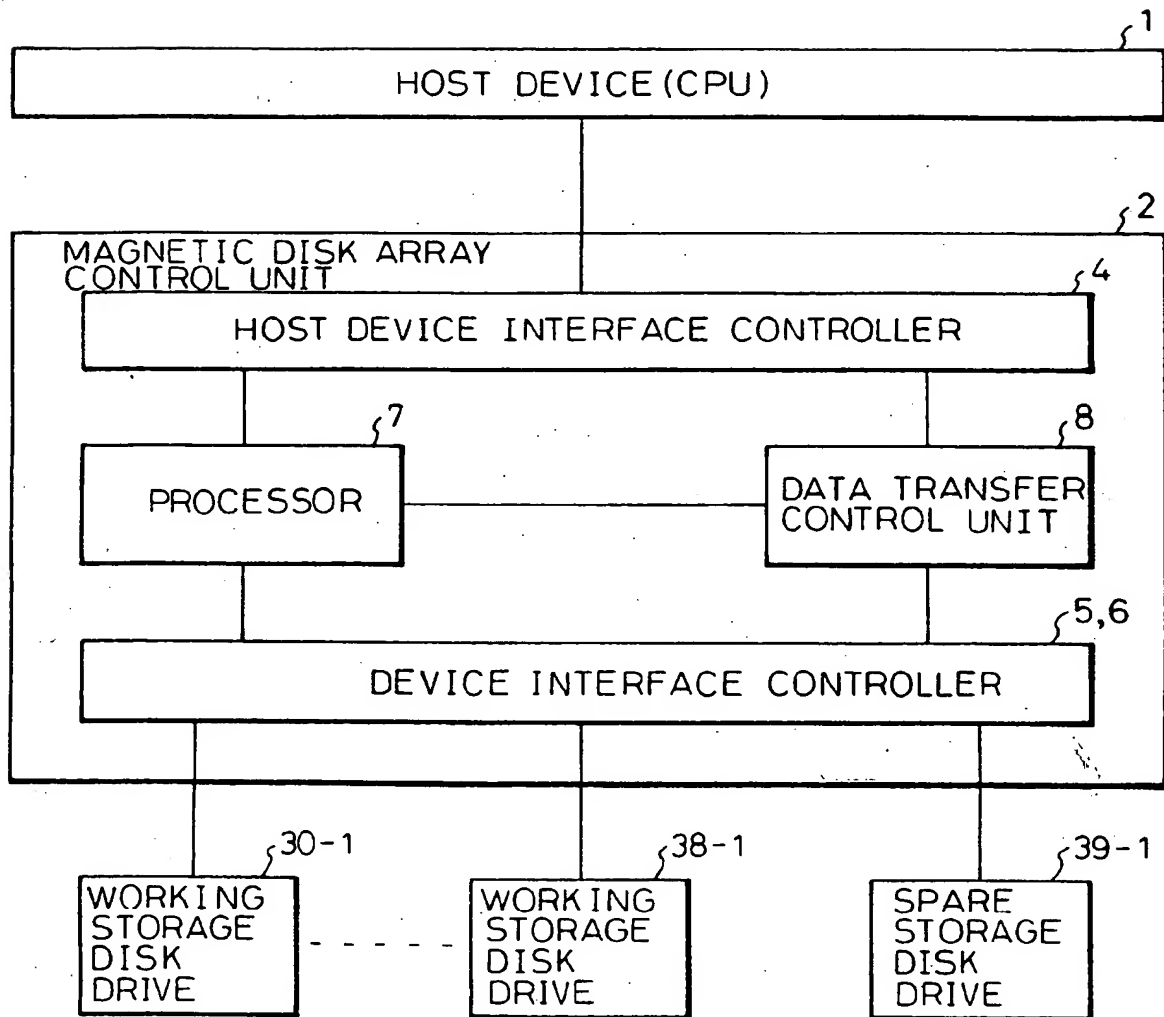 1
HOST DEVICE (CPU)
2
MAGNETIC DISK ARRAY
CONTROL UNIT
4
HOST DEVICE INTERFACE CONTROLLER
7
8
PROCESSOR
DATA TRANSFER
CONTROL UNIT
5,6
DEVICE INTERFACE CONTROLLER
30-1
38-1
39-1
WORKING
STORAGE
DISK
DRIVE
WORKING
STORAGE
DISK
DRIVE
SPARE
STORAGE
DISK
DRIVE